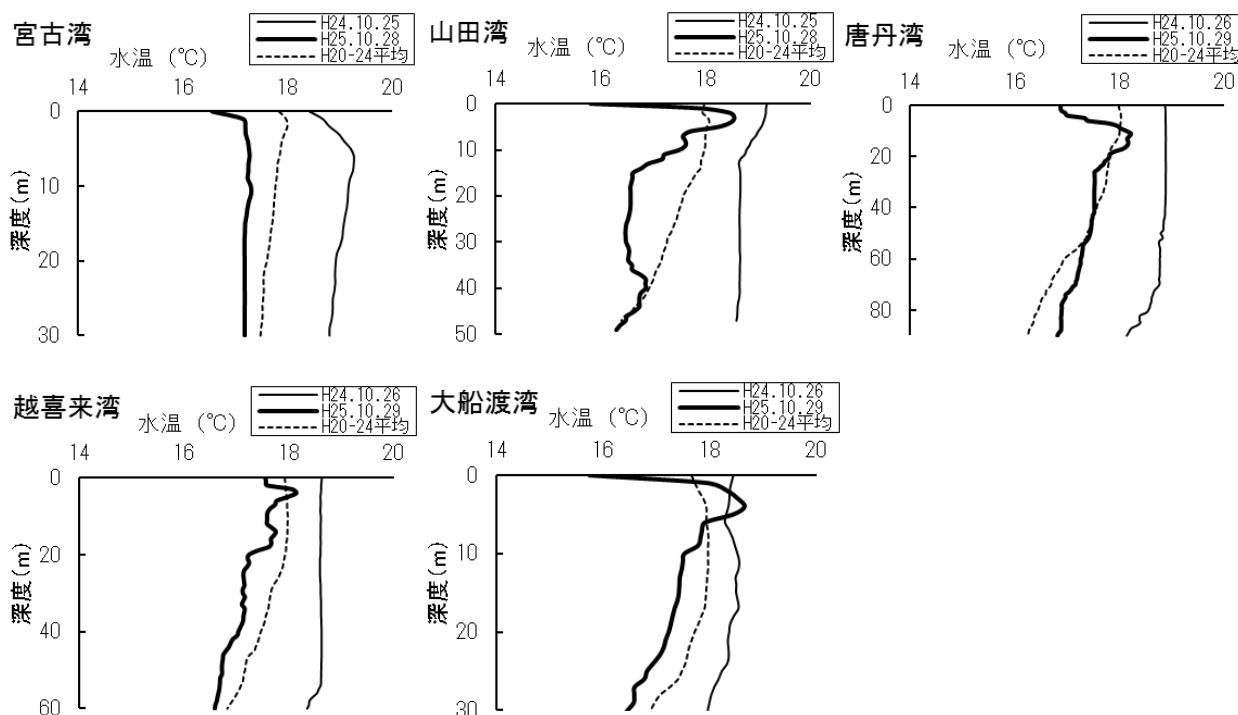 宮古湾
H24.10.25
H25.10.28
H20-24平均
水温 (℃)
14 16 18 20
0
10
20
30
深度(m)
山田湾
H24.10.25
H25.10.28
H20-24平均
水温 (℃)
14 16 18 20
0
10
20
30
40
50
深度(m)
唐丹湾
H24.10.26
H25.10.29
H20-24平均
水温 (℃)
14 16 18 20
0
20
40
60
80
深度(m)
越喜来湾
H24.10.26
H25.10.29
H20-24平均
水温 (℃)
14 16 18 20
0
20
40
60
深度(m)
大船渡湾
H24.10.26
H25.10.29
H20-24平均
水温 (℃)
14 16 18 20
0
10
20
30
深度(m)